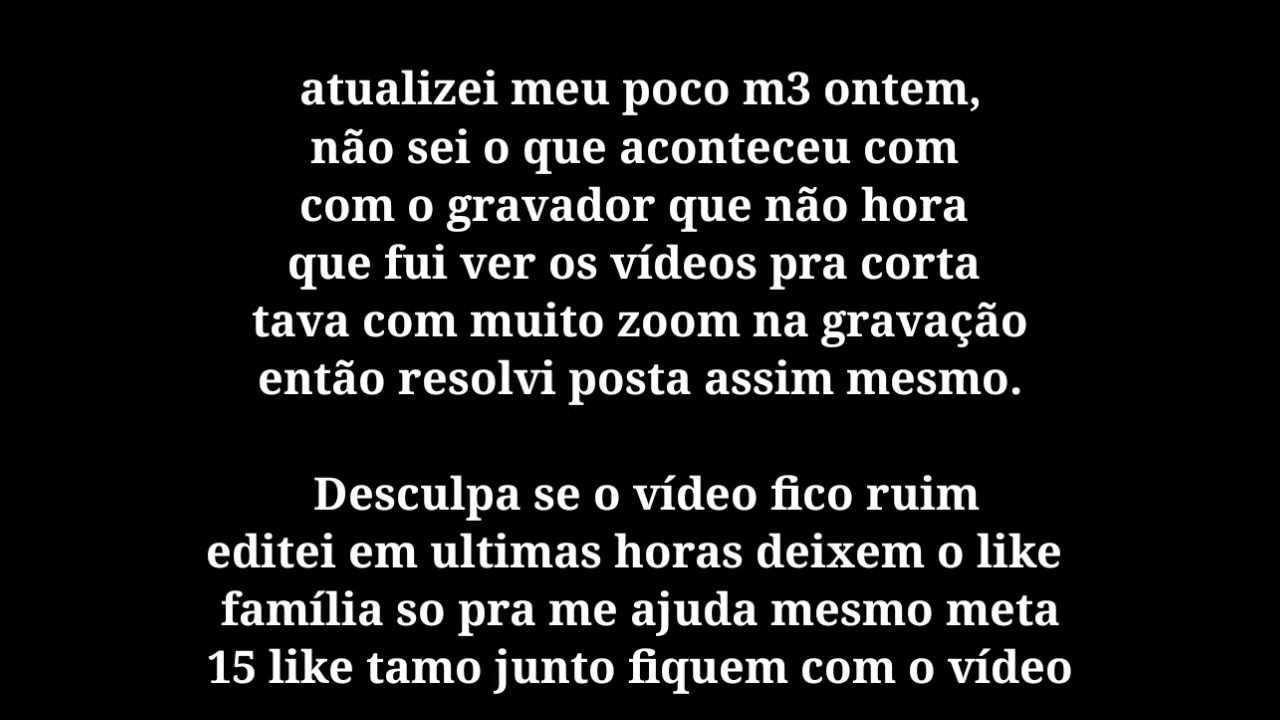 atualizei meu poco m3 ontem,
não sei o que aconteceu com
com o gravador que não hora
que fui ver os vídeos pra corta
tava com muito zoom na gravação
então resolvi posta assim mesmo.
Desculpa se o vídeo fico ruim
editei em ultimas horas deixem o like
família so pra me ajuda mesmo meta
15 like tamo junto fiquem com o vídeo